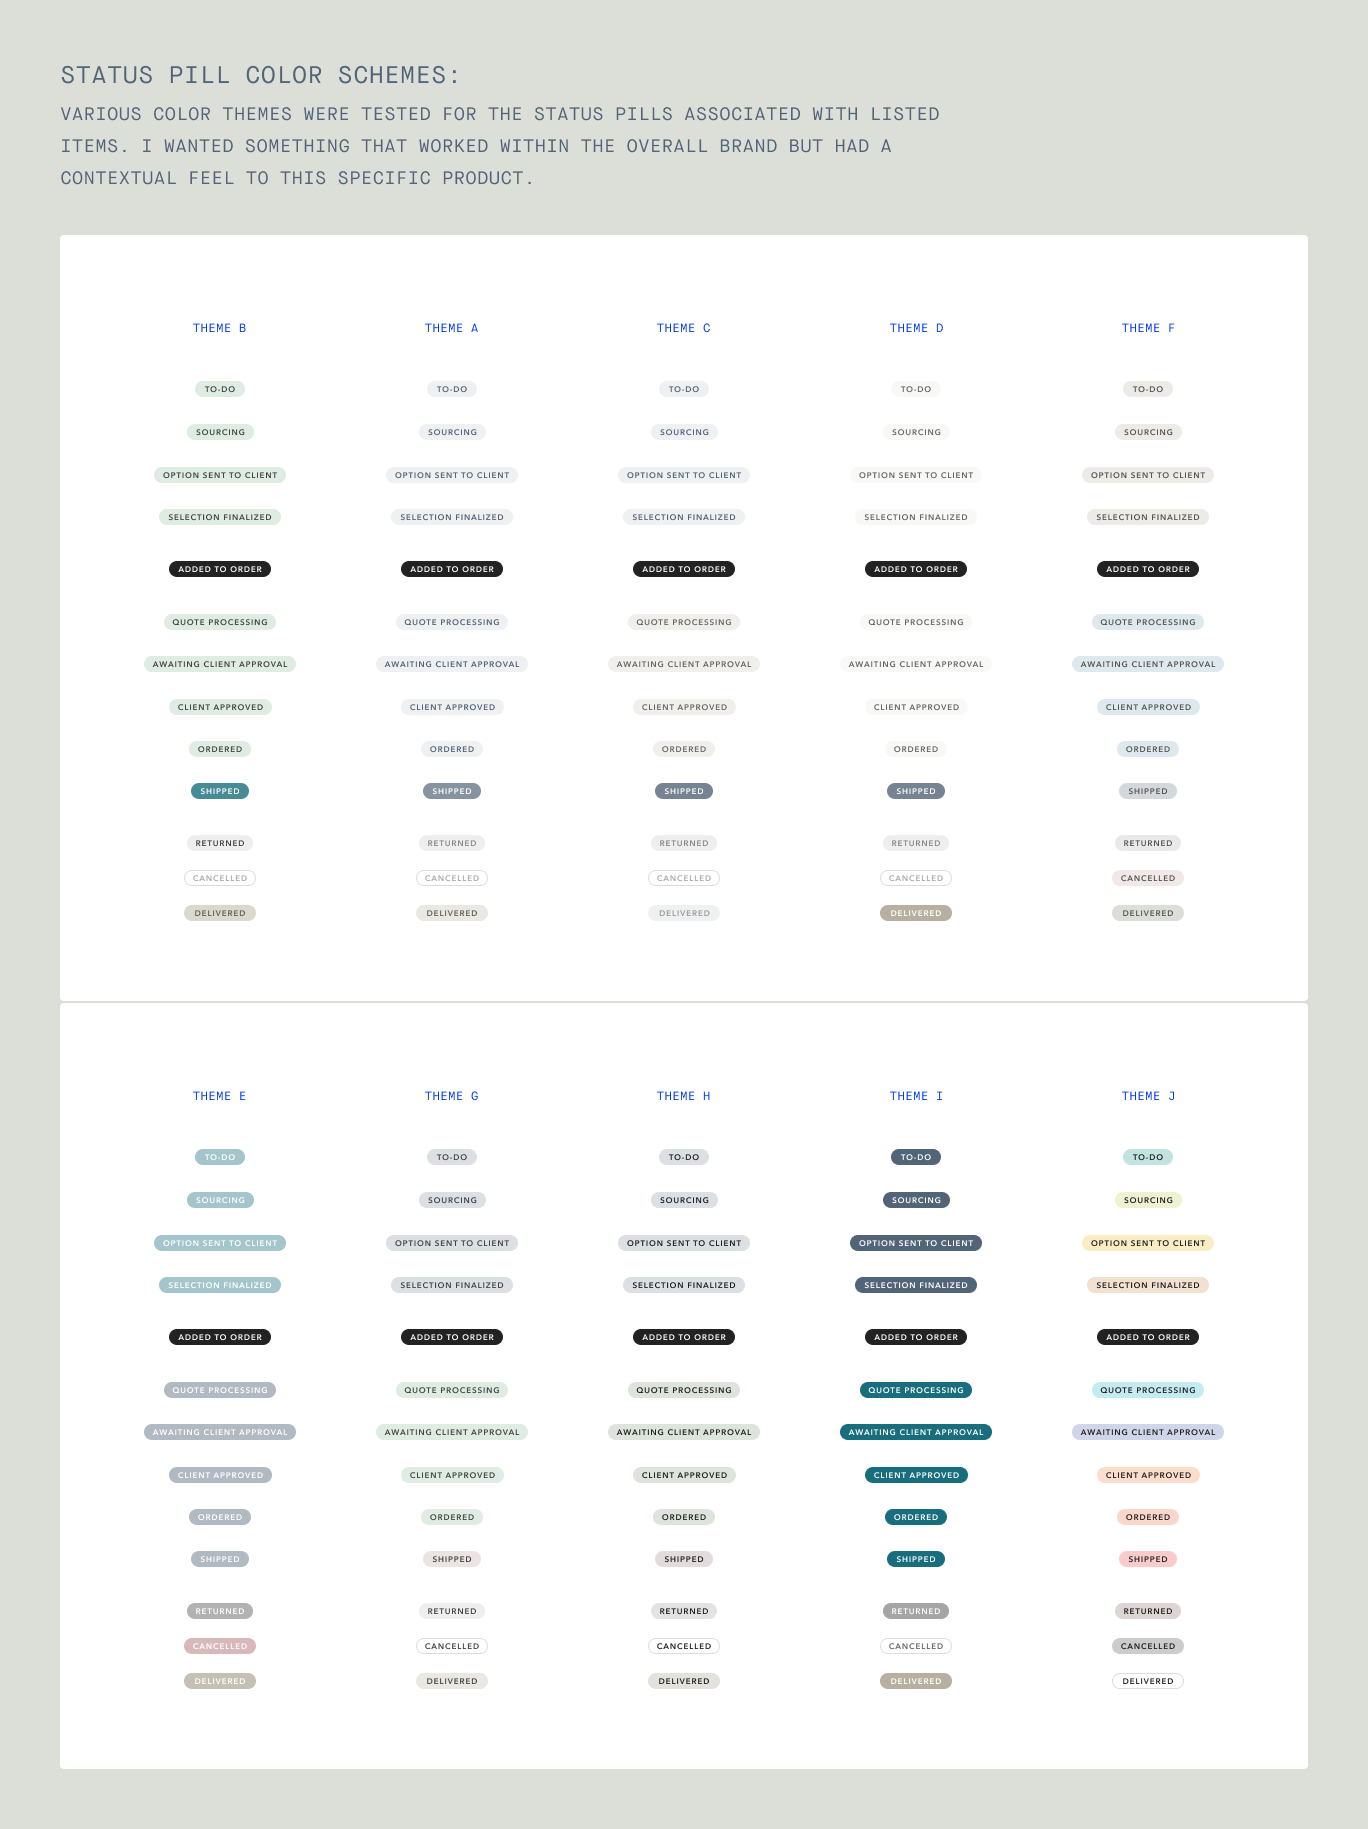 STATUS PILL COLOR SCHEMES:
VARIOUS COLOR THEMES WERE TESTED FOR THE STATUS PILLS ASSOCIATED WITH LISTED
ITEMS. I WANTED SOMETHING THAT WORKED WITHIN THE OVERALL BRAND BUT HAD A
CONTEXTUAL FEEL TO THIS SPECIFIC PRODUCT.
THEME B THEME A THEME C THEME D THEME F
TO-DO TO-DO TO-DO TO-DO TO-DO
SOURCING SOURCING SOURCING SOURCING SOURCING
OPTION SENT TO CLIENT OPTION SENT TO CLIENT OPTION SENT TO CLIENT OPTION SENT TO CLIENT OPTION SENT TO CLIENT
SELECTION FINALIZED SELECTION FINALIZED SELECTION FINALIZED SELECTION FINALIZED SELECTION FINALIZED
ADDED TO ORDER ADDED TO ORDER ADDED TO ORDER ADDED TO ORDER ADDED TO ORDER
QUOTE PROCESSING QUOTE PROCESSING QUOTE PROCESSING QUOTE PROCESSING QUOTE PROCESSING
AWAITING CLIENT APPROVAL AWAITING CLIENT APPROVAL AWAITING CLIENT APPROVAL AWAITING CLIENT APPROVAL AWAITING CLIENT APPROVAL
CLIENT APPROVED CLIENT APPROVED CLIENT APPROVED CLIENT APPROVED CLIENT APPROVED
ORDERED ORDERED ORDERED ORDERED ORDERED
SHIPPED SHIPPED SHIPPED SHIPPED SHIPPED
RETURNED RETURNED RETURNED RETURNED RETURNED
CANCELLED CANCELLED CANCELLED CANCELLED CANCELLED
DELIVERED DELIVERED DELIVERED DELIVERED DELIVERED
THEME E THEME G THEME H THEME I THEME J
TO-DO TO-DO TO-DO TO-DO TO-DO
SOURCING SOURCING SOURCING SOURCING SOURCING
OPTION SENT TO CLIENT OPTION SENT TO CLIENT OPTION SENT TO CLIENT OPTION SENT TO CLIENT OPTION SENT TO CLIENT
SELECTION FINALIZED SELECTION FINALIZED SELECTION FINALIZED SELECTION FINALIZED SELECTION FINALIZED
ADDED TO ORDER ADDED TO ORDER ADDED TO ORDER ADDED TO ORDER ADDED TO ORDER
QUOTE PROCESSING QUOTE PROCESSING QUOTE PROCESSING QUOTE PROCESSING QUOTE PROCESSING
AWAITING CLIENT APPROVAL AWAITING CLIENT APPROVAL AWAITING CLIENT APPROVAL AWAITING CLIENT APPROVAL AWAITING CLIENT APPROVAL
CLIENT APPROVED CLIENT APPROVED CLIENT APPROVED CLIENT APPROVED CLIENT APPROVED
ORDERED ORDERED ORDERED ORDERED ORDERED
SHIPPED SHIPPED SHIPPED SHIPPED SHIPPED
RETURNED RETURNED RETURNED RETURNED RETURNED
CANCELLED CANCELLED CANCELLED CANCELLED CANCELLED
DELIVERED DELIVERED DELIVERED DELIVERED DELIVERED